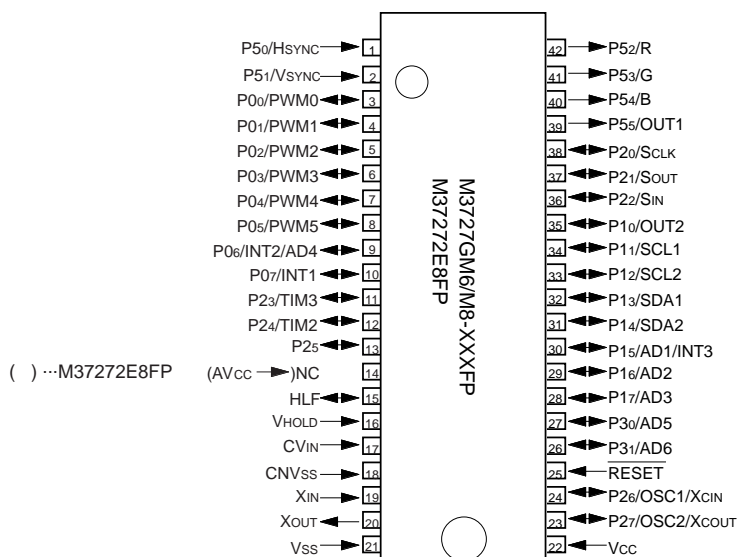 P50/HSYNC 1
P51/VSYNC 2
P00/PWM0 3
P01/PWM1 4
P02/PWM2 5
P03/PWM3 6
P04/PWM4 7
P05/PWM5 8
P06/INT2/AD4 9
P07/INT1 10
P23/TIM3 11
P24/TIM2 12
P25 13
( ) ···M37272E8FP (AVCC )NC 14
HLF 15
VHOLD 16
CVIN 17
CNVSS 18
XIN 19
XOUT 20
VSS 21
M3727GM6/M8-XXXFP
M37272E8FP
42 P52/R
41 P53/G
40 P54/B
39 P55/OUT1
38 P20/SCLK
37 P21/SOUT
36 P22/SIN
35 P10/OUT2
34 P11/SCL1
33 P12/SCL2
32 P13/SDA1
31 P14/SDA2
30 P15/AD1/INT3
29 P16/AD2
28 P17/AD3
27 P30/AD5
26 P31/AD6
25 RESET
24 P26/OSC1/XCIN
23 P27/OSC2/XCOUT
22 VCC